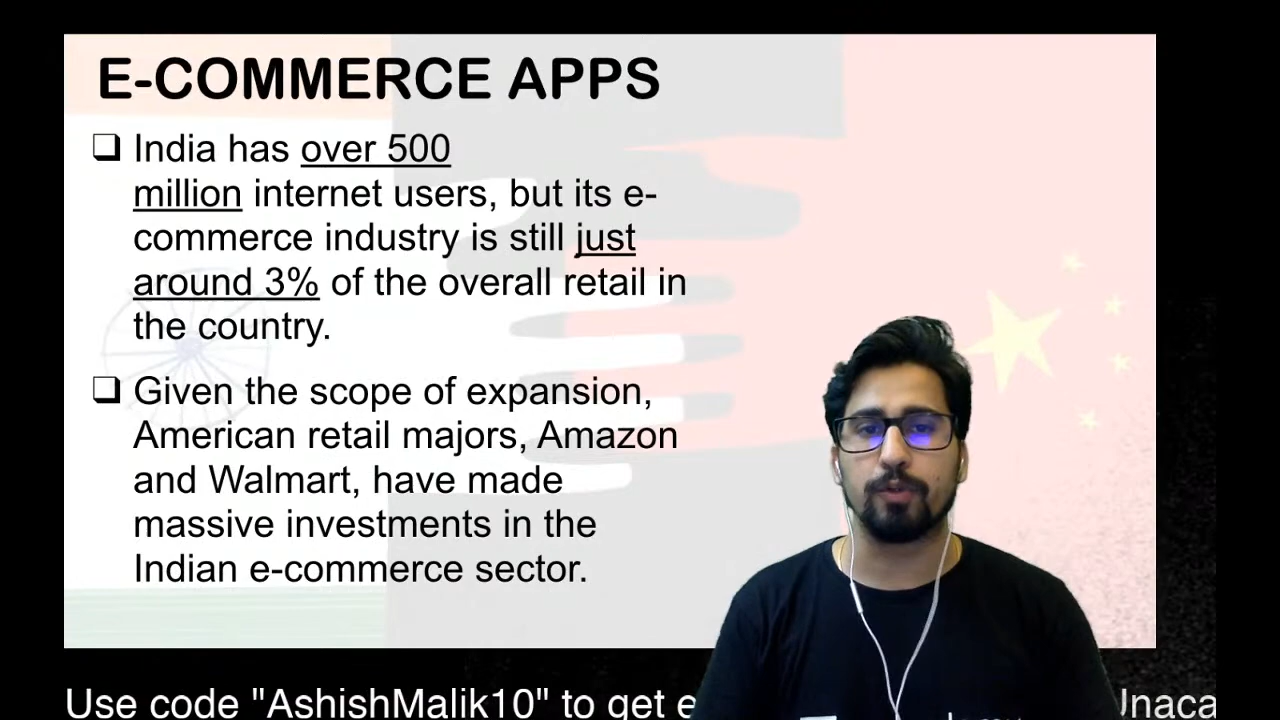 E-COMMERCE APPS
❑ India has over 500
million internet users, but its e-
commerce industry is still just
around 3% of the overall retail in
the country.
❑ Given the scope of expansion,
American retail majors, Amazon
and Walmart, have made
massive investments in the
Indian e-commerce sector.
Use code "AshishMalik10" to get